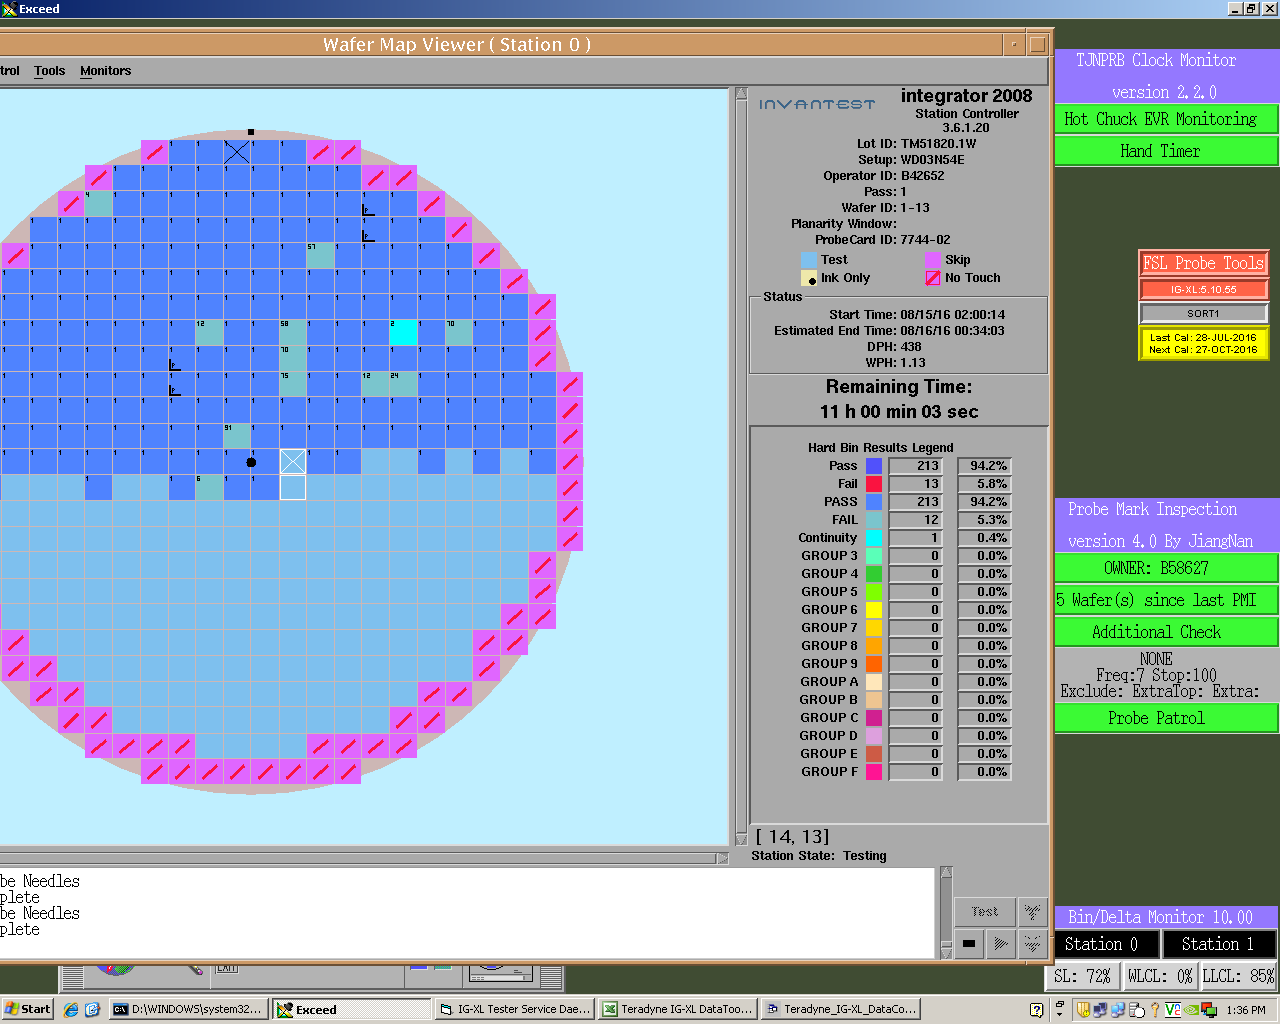 Exceed
Wafer Map Viewer ( Station 0 )
trol Tools Monitors
INVANTEST
integrator 2008
Station Controller
3.6.1.20
Lot ID: TM51820.1W
Setup: WD03N54E
Operator ID: B42652
Pass: 1
Wafer ID: 1-13
Planarity Window:
ProbeCard ID: 7744-02
Test Skip
Ink Only No Touch
Status
Start Time: 08/15/16 02:00:14
Estimated End Time: 08/16/16 00:34:03
DPH: 438
WPH: 1.13
Remaining Time:
11 h 00 min 03 sec
Hard Bin Results Legend
Pass 213 94.2%
Fail 13 5.8%
PASS 213 94.2%
FAIL 12 5.3%
Continuity 1 0.4%
GROUP 3 0 0.0%
GROUP 4 0 0.0%
GROUP 5 0 0.0%
GROUP 6 0 0.0%
GROUP 7 0 0.0%
GROUP 8 0 0.0%
GROUP 9 0 0.0%
GROUP A 0 0.0%
GROUP B 0 0.0%
GROUP C 0 0.0%
GROUP D 0 0.0%
GROUP E 0 0.0%
GROUP F 0 0.0%
[ 14, 13]
Station State: Testing
be Needles
plete
be Needles
plete
Test
EXIT
TJNPRB Clock Monitor
version 2.2.0
Hot Chuck EVR Monitoring
Hand Timer
FSL Probe Tools
IG-XL:5.10.55
SORT1
Last Cal: 28-JUL-2016
Next Cal: 27-OCT-2016
Probe Mark Inspection
version 4.0 By JiangNan
OWNER: B58627
5 Wafer(s) since last PMI
Additional Check
NONE
Freq:7 Stop:100
Exclude: ExtraTop: Extra:
Probe Patrol
Bin/Delta Monitor 10.00
Station 0 Station 1
SL: 72% WLCL: 0% LLCL: 85%
Start D:\WINDOWS\system32... Exceed IG-XL Tester Service Dae... Teradyne IG-XL DataToo... Teradyne_IG-XL_DataCo... 1:36 PM